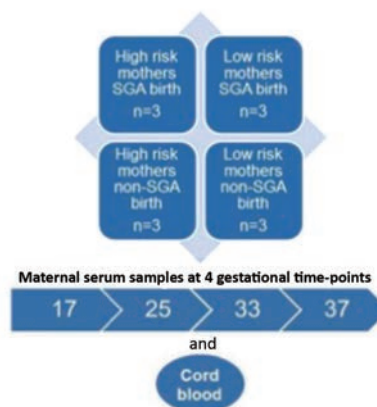 High risk
mothers
SGA birth
n=3
Low risk
mothers
SGA birth
n=3
High risk
mothers
non-SGA
birth
n=3
Low risk
mothers
non-SGA
birth
n=3
Maternal serum samples at 4 gestational time-points
17 25 33 37
and
Cord
blood